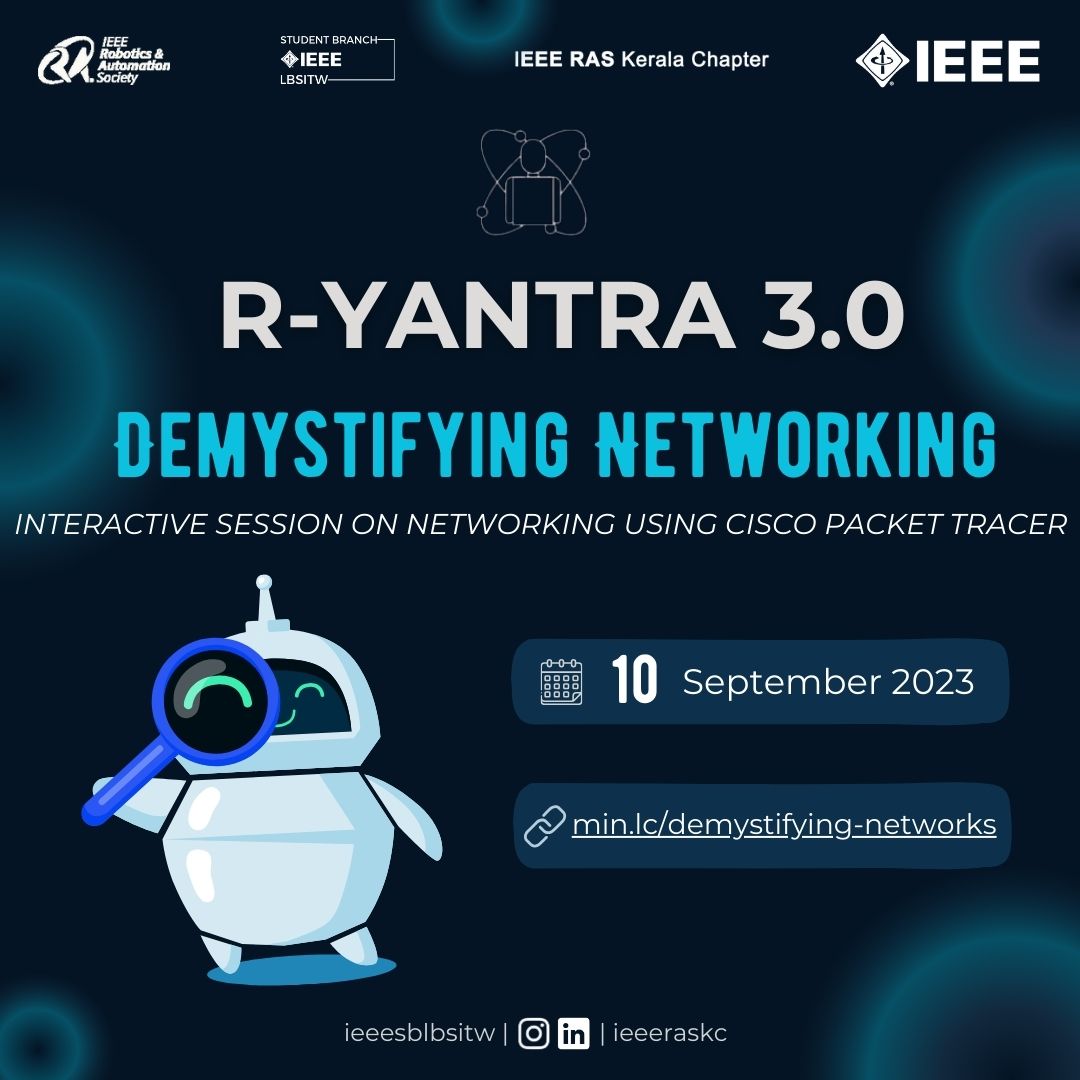 IEEE
Robotics &
Automation
Society
STUDENT BRANCH
IEEE
LBSITW
IEEE RAS Kerala Chapter
IEEE
R-YANTRA 3.0
DEMYSTIFYING NETWORKING
INTERACTIVE SESSION ON NETWORKING USING CISCO PACKET TRACER
10 September 2023
min.lc/demystifying-networks
ieeesblbsitw | in | ieeeraskc